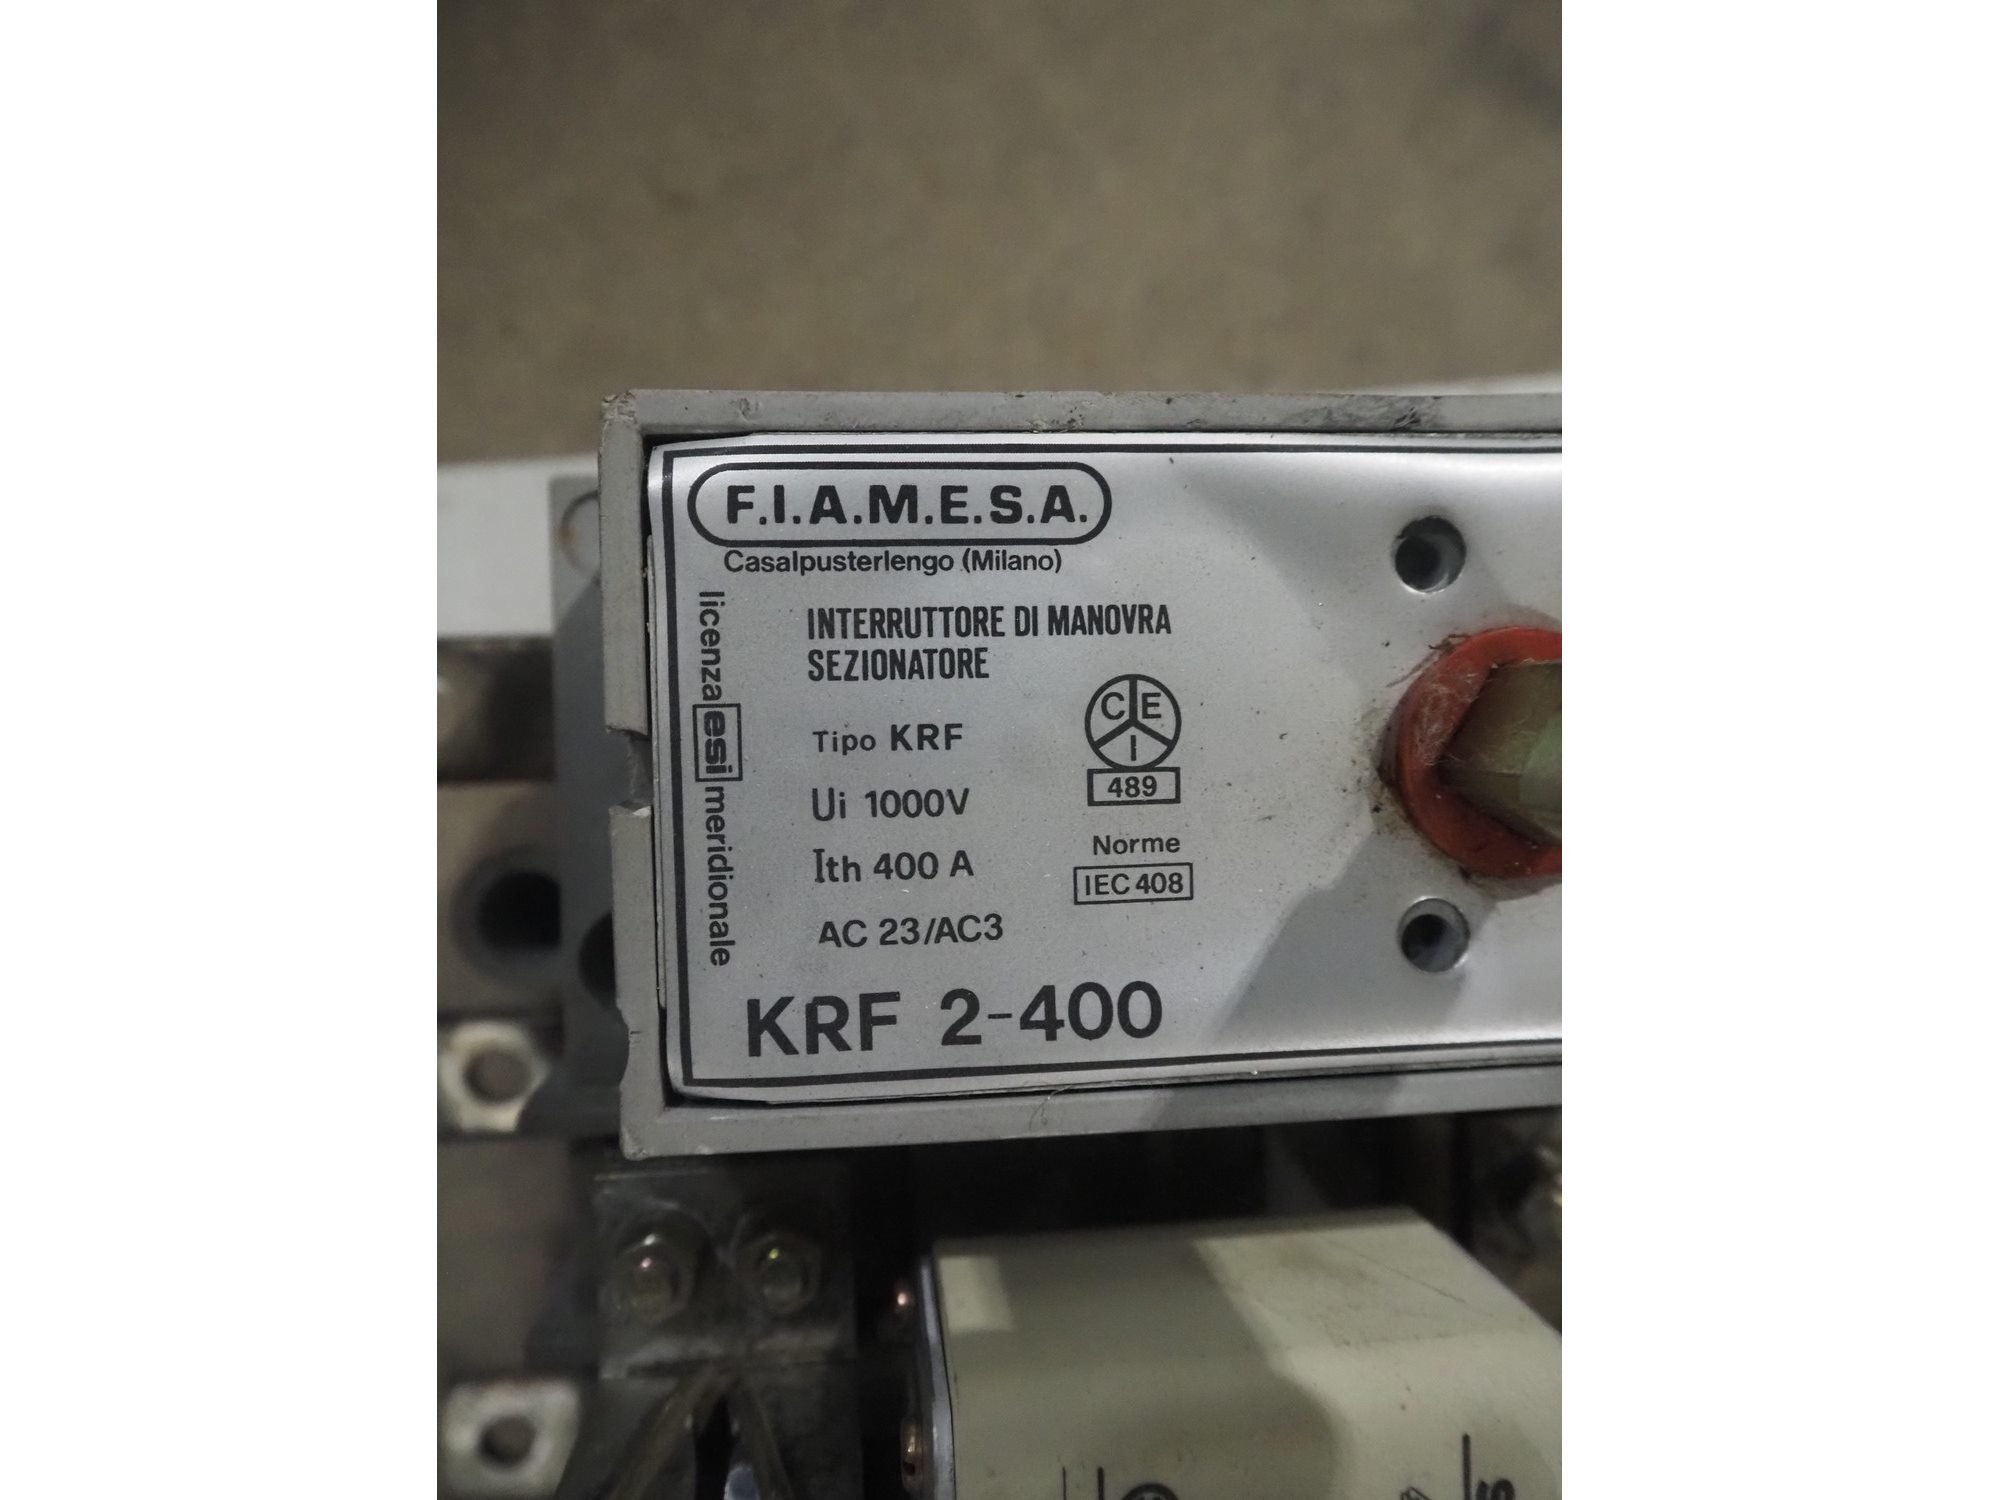 F.I.A.M.E.S.A.
Casalpusterlengo (Milano)
licenza esi meridionale
INTERRUTTORE DI MANOVRA
SEZIONATORE
Tipo KRF
Ui 1000V
Ith 400 A
AC 23/AC3
C E I
489
Norme
IEC 408
KRF 2-400